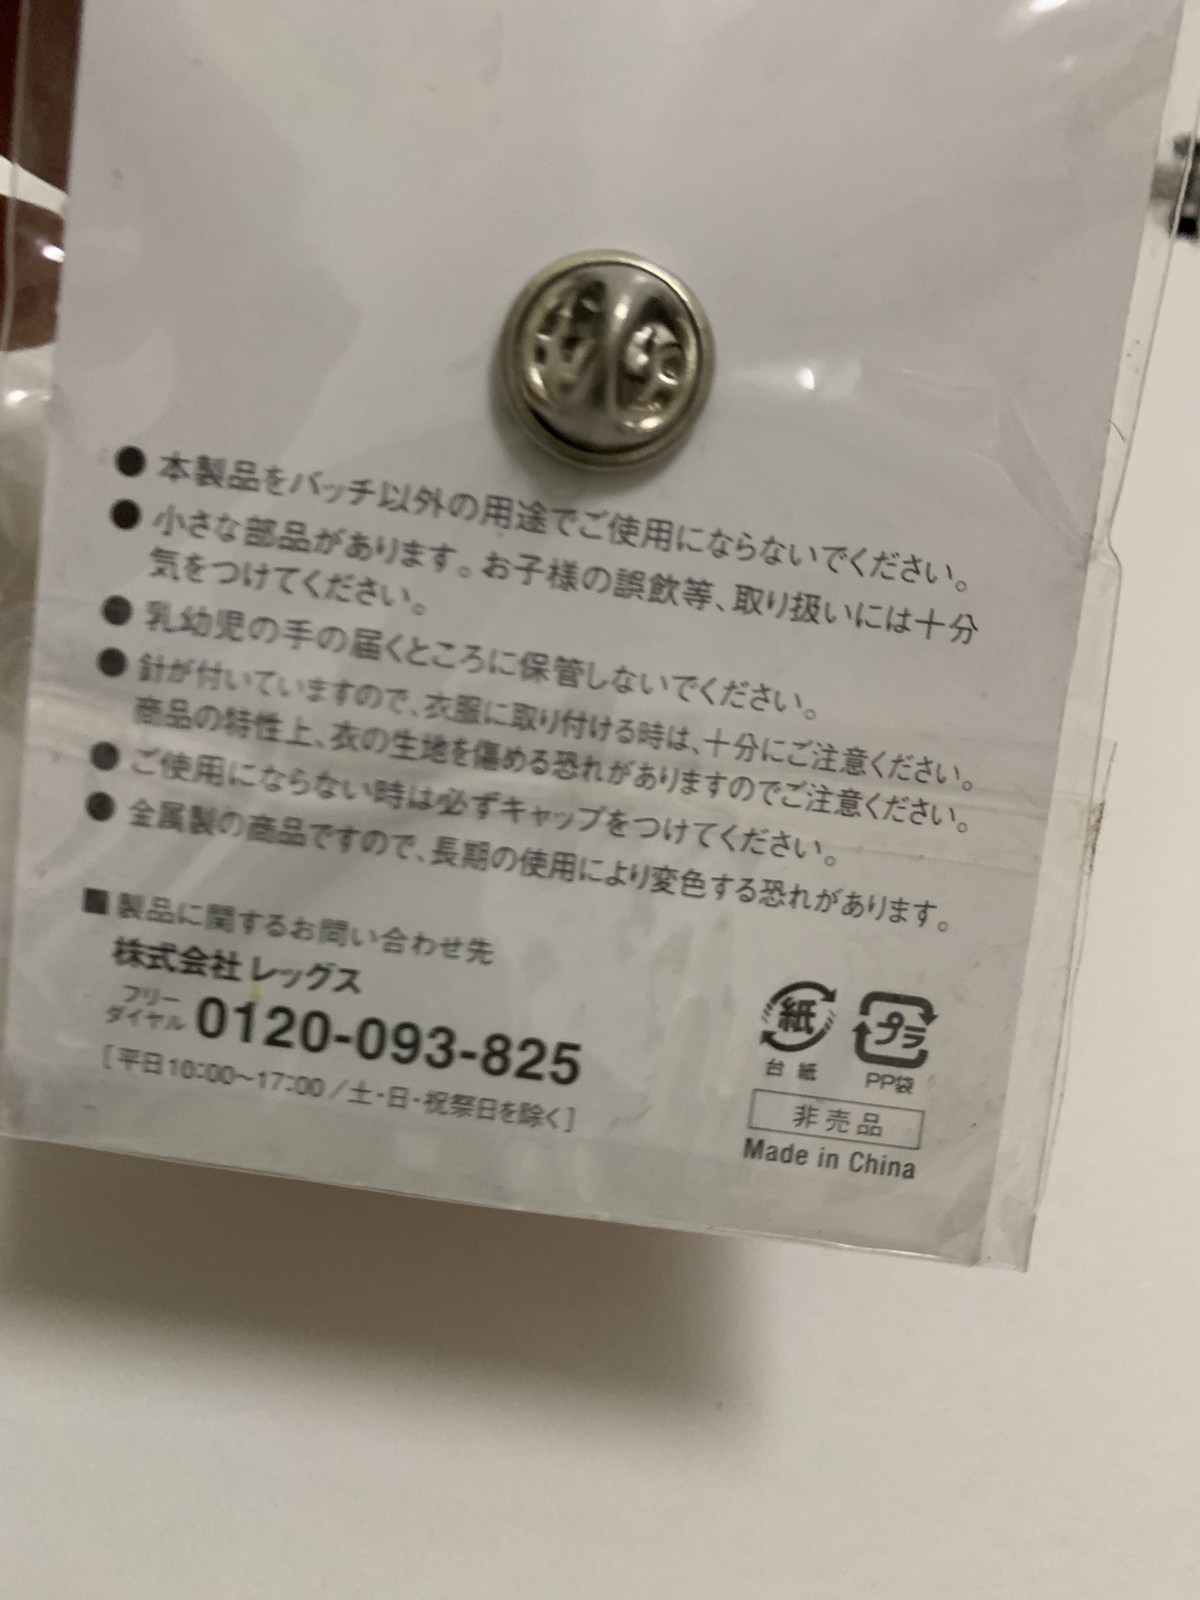 ● 本製品をバッチ以外の用途でご使用にならないでください。
● 小さな部品があります。お子様の誤飲等、取り扱いには十分
気をつけてください。
● 乳幼児の手の届くところに保管しないでください。
● 針が付いていますので、衣服に取り付ける時は、十分にご注意ください。
商品の特性上、衣の生地を傷める恐れがありますのでご注意ください。
● ご使用にならない時は必ずキャップをつけてください。
● 金属製の商品ですので、長期の使用により変色する恐れがあります。
■ 製品に関するお問い合わせ先
株式会社 レッグス
フリー
ダイヤル 0120-093-825
[平日10:00~17:00/土・日・祝祭日を除く]
紙 プラ
台紙 PP袋
非売品
Made in China